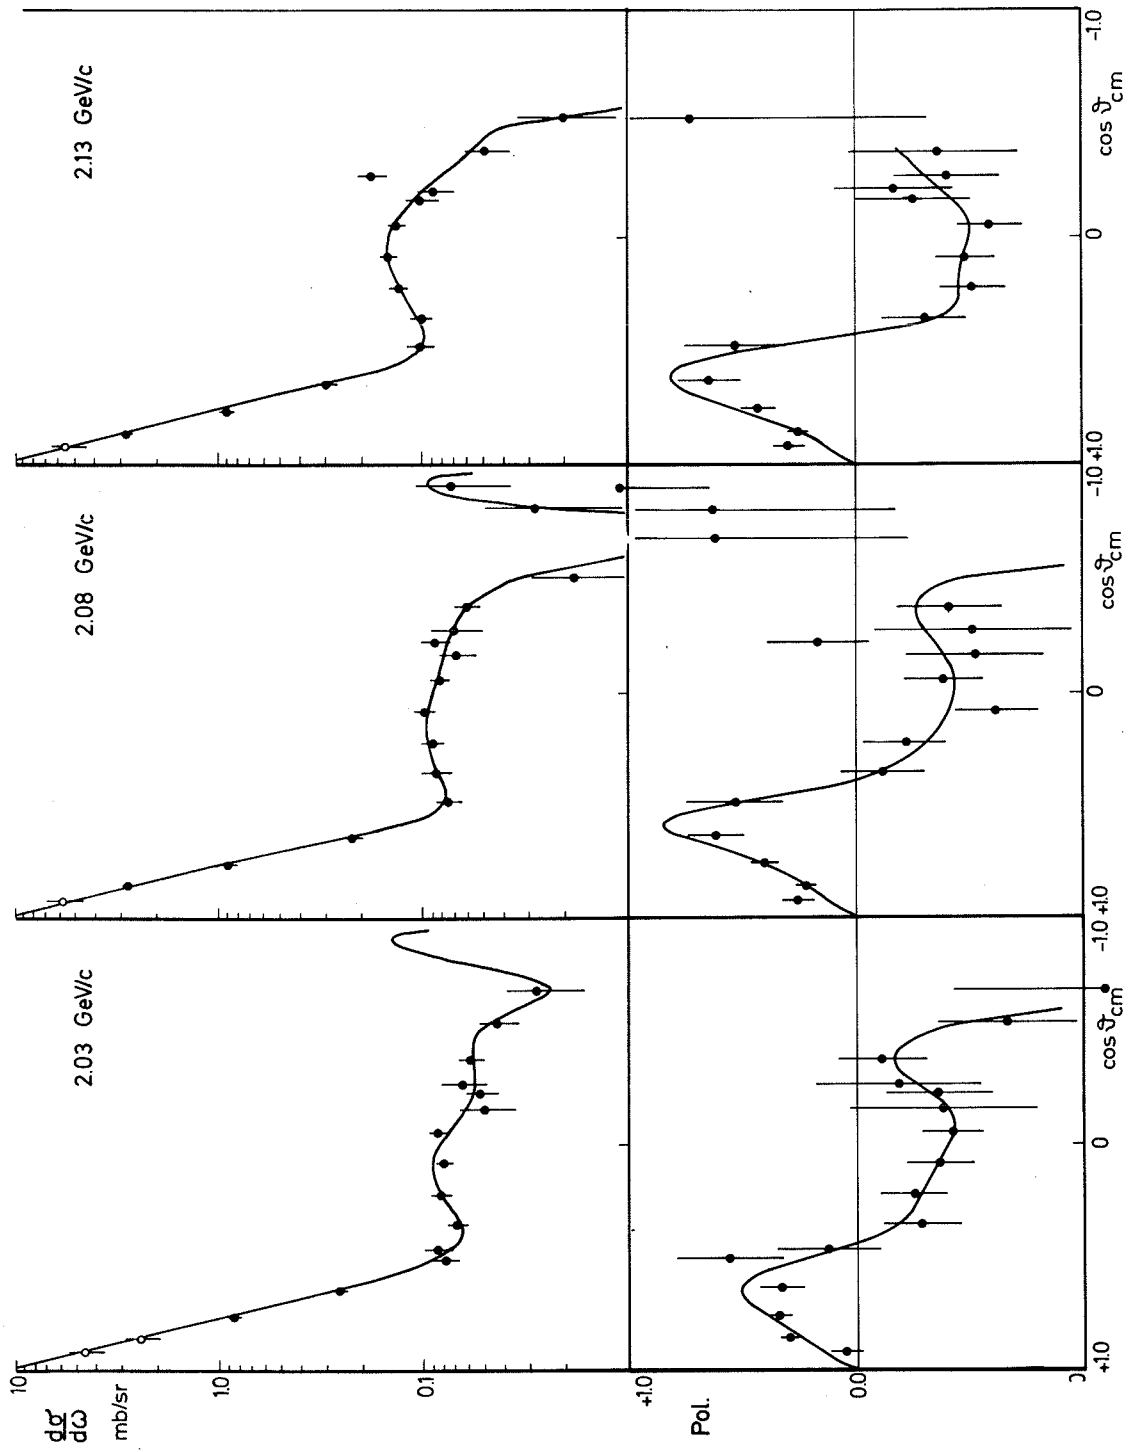 10
dσ
dω
mb/sr
2.03 GeV/c
2.08 GeV/c
2.13 GeV/c
1.0
0.1
+1.0
Pol.
0.0
+1.0 0 -1.0 +1.0 0 -1.0 +1.0 0 -1.0
cos ϑcm cos ϑcm cos ϑcm